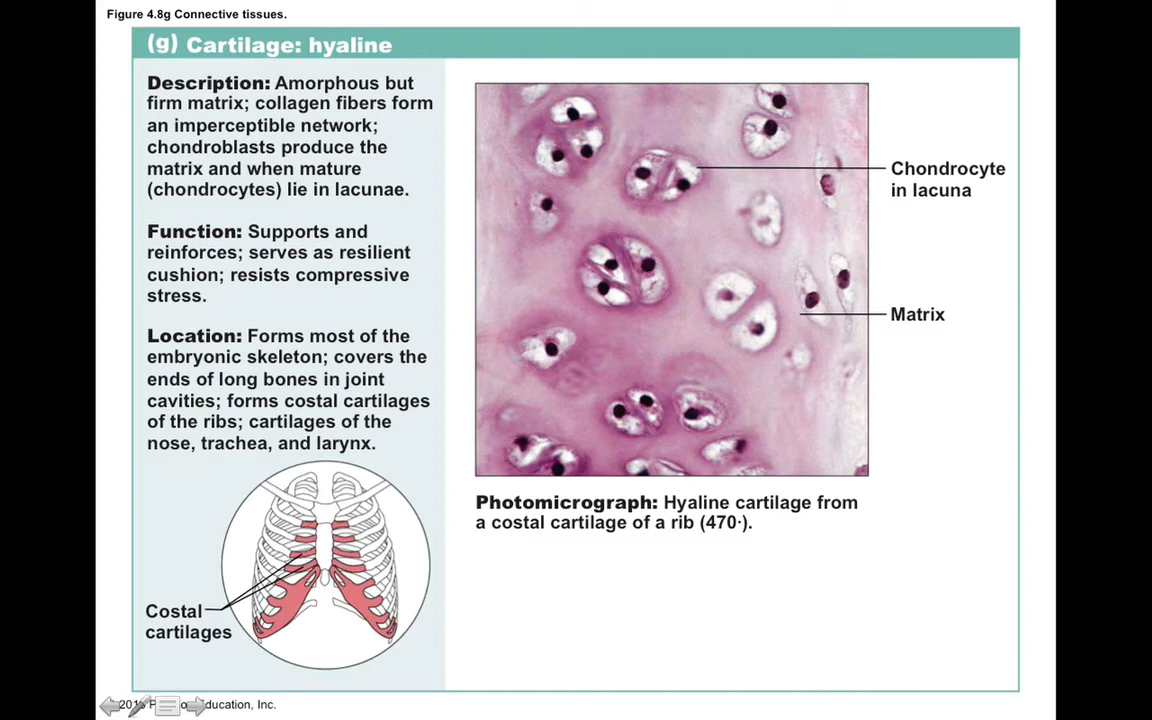 Figure 4.8g Connective tissues.
(g) Cartilage: hyaline
Description: Amorphous but
firm matrix; collagen fibers form
an imperceptible network;
chondroblasts produce the
matrix and when mature
(chondrocytes) lie in lacunae.
Function: Supports and
reinforces; serves as resilient
cushion; resists compressive
stress.
Location: Forms most of the
embryonic skeleton; covers the
ends of long bones in joint
cavities; forms costal cartilages
of the ribs; cartilages of the
nose, trachea, and larynx.
Costal
cartilages
Chondrocyte
in lacuna
Matrix
Photomicrograph: Hyaline cartilage from
a costal cartilage of a rib (470·).
Inc.